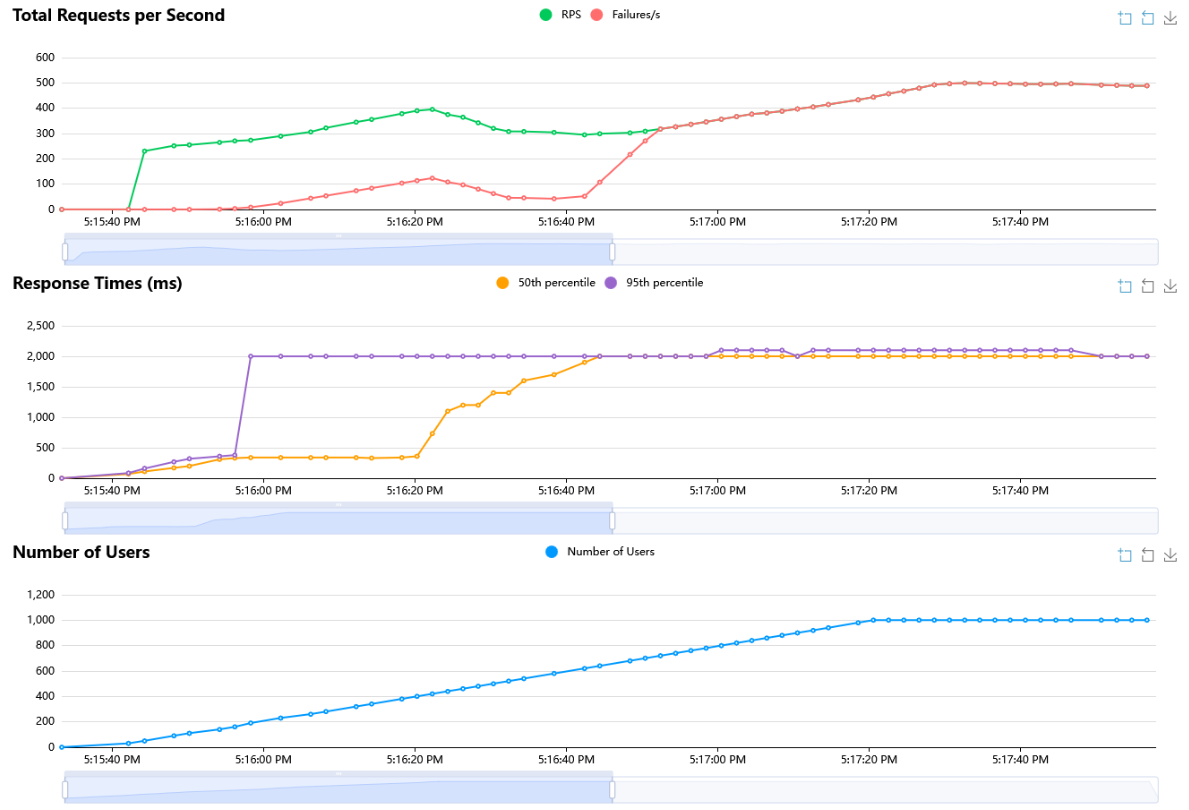 Total Requests per Second
RPS Failures/s
600
500
400
300
200
100
0
5:15:40 PM 5:16:00 PM 5:16:20 PM 5:16:40 PM 5:17:00 PM 5:17:20 PM 5:17:40 PM
Response Times (ms)
50th percentile 95th percentile
2,500
2,000
1,500
1,000
500
0
5:15:40 PM 5:16:00 PM 5:16:20 PM 5:16:40 PM 5:17:00 PM 5:17:20 PM 5:17:40 PM
Number of Users
Number of Users
1,200
1,000
800
600
400
200
0
5:15:40 PM 5:16:00 PM 5:16:20 PM 5:16:40 PM 5:17:00 PM 5:17:20 PM 5:17:40 PM